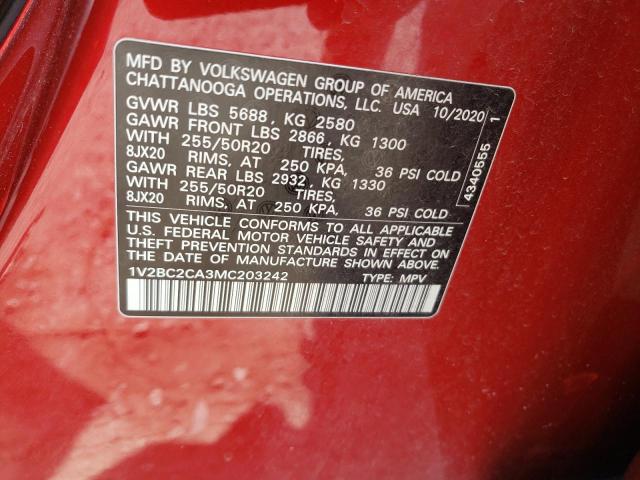 MFD BY VOLKSWAGEN GROUP OF AMERICA
CHATTANOOGA OPERATIONS, LLC. USA 10/2020
GVWR LBS 5688, KG 2580
GAWR FRONT LBS 2866, KG 1300
WITH 255/50R20 TIRES,
8JX20 RIMS, AT 250 KPA, 36 PSI COLD
GAWR REAR LBS 2932, KG 1330
WITH 255/50R20 TIRES,
8JX20 RIMS, AT 250 KPA, 36 PSI COLD
THIS VEHICLE CONFORMS TO ALL APPLICABLE
U.S. FEDERAL MOTOR VEHICLE SAFETY AND
THEFT PREVENTION STANDARDS IN EFFECT ON
THE DATE OF MANUFACTURE SHOWN ABOVE.
1V2BC2CA3MC203242 TYPE: MPV
4340555 1